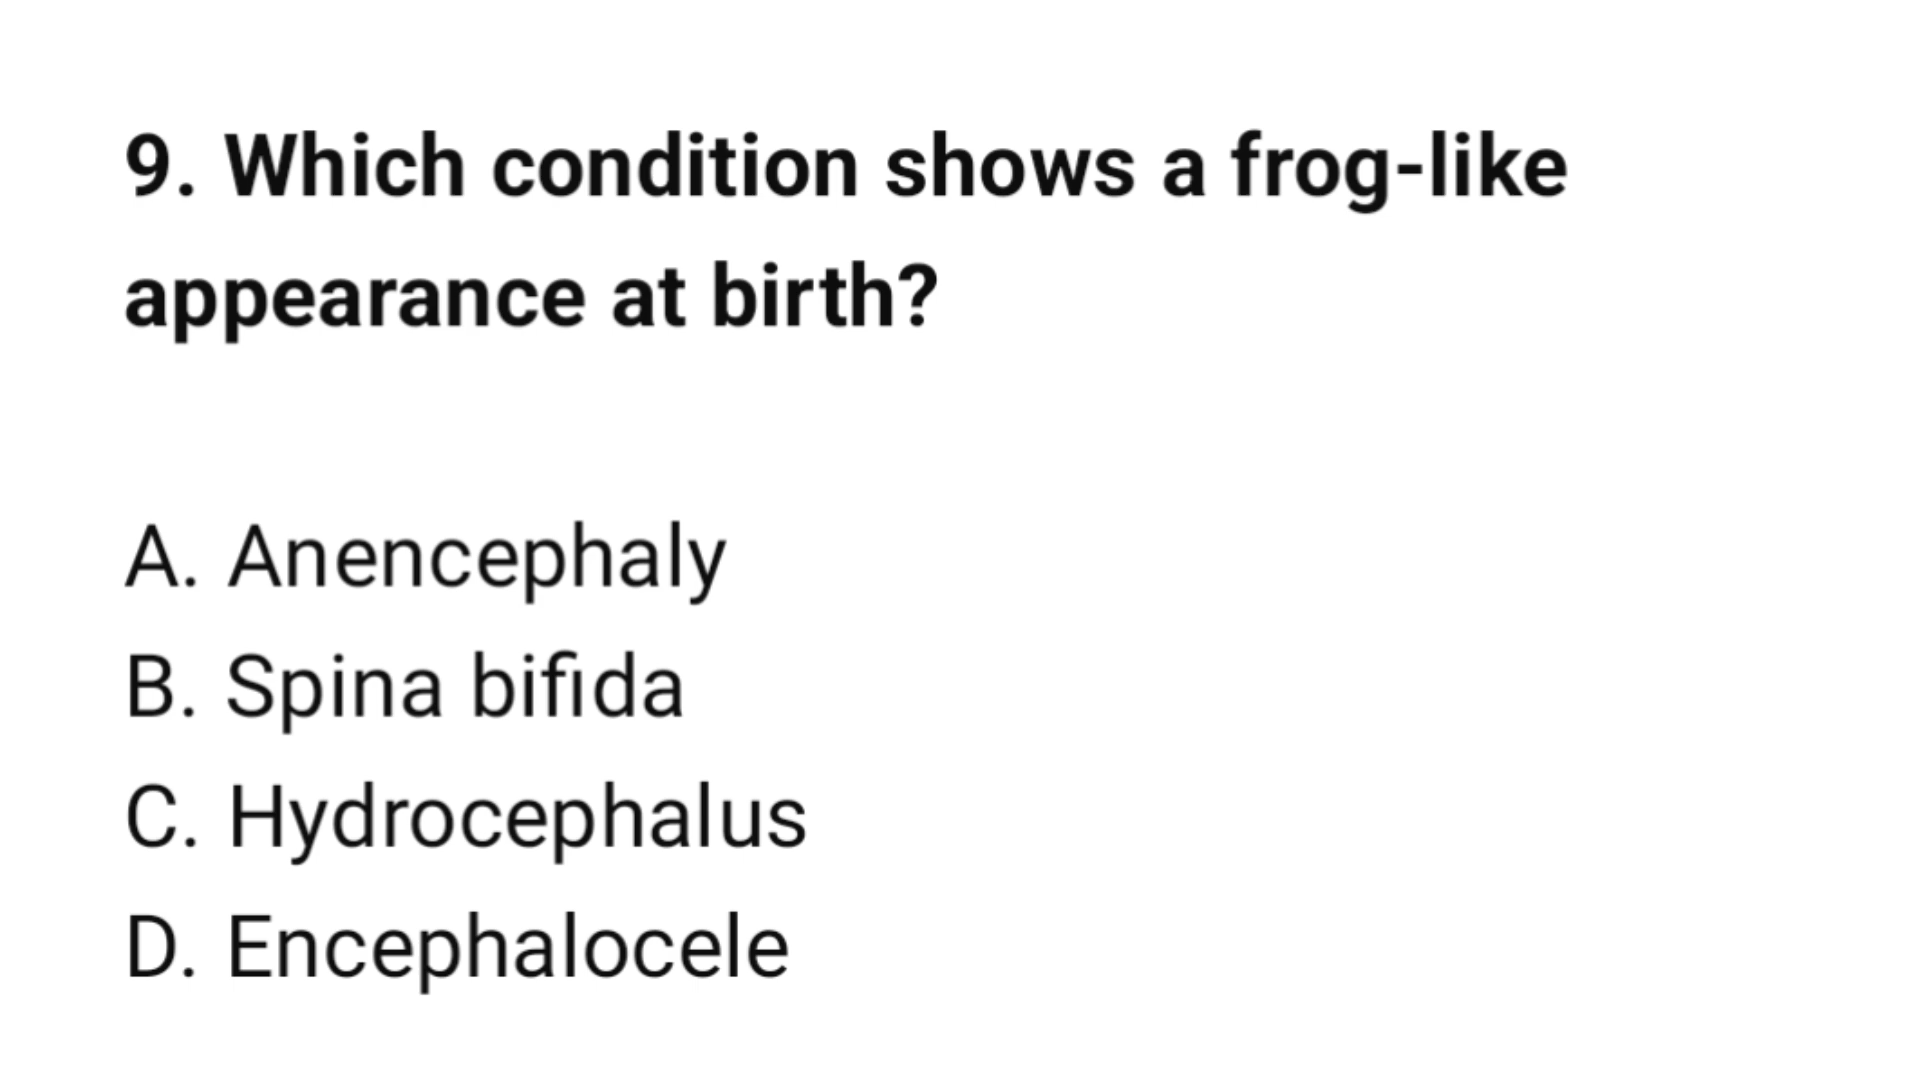 9. Which condition shows a frog-like
appearance at birth?
A. Anencephaly
B. Spina bifida
C. Hydrocephalus
D. Encephalocele